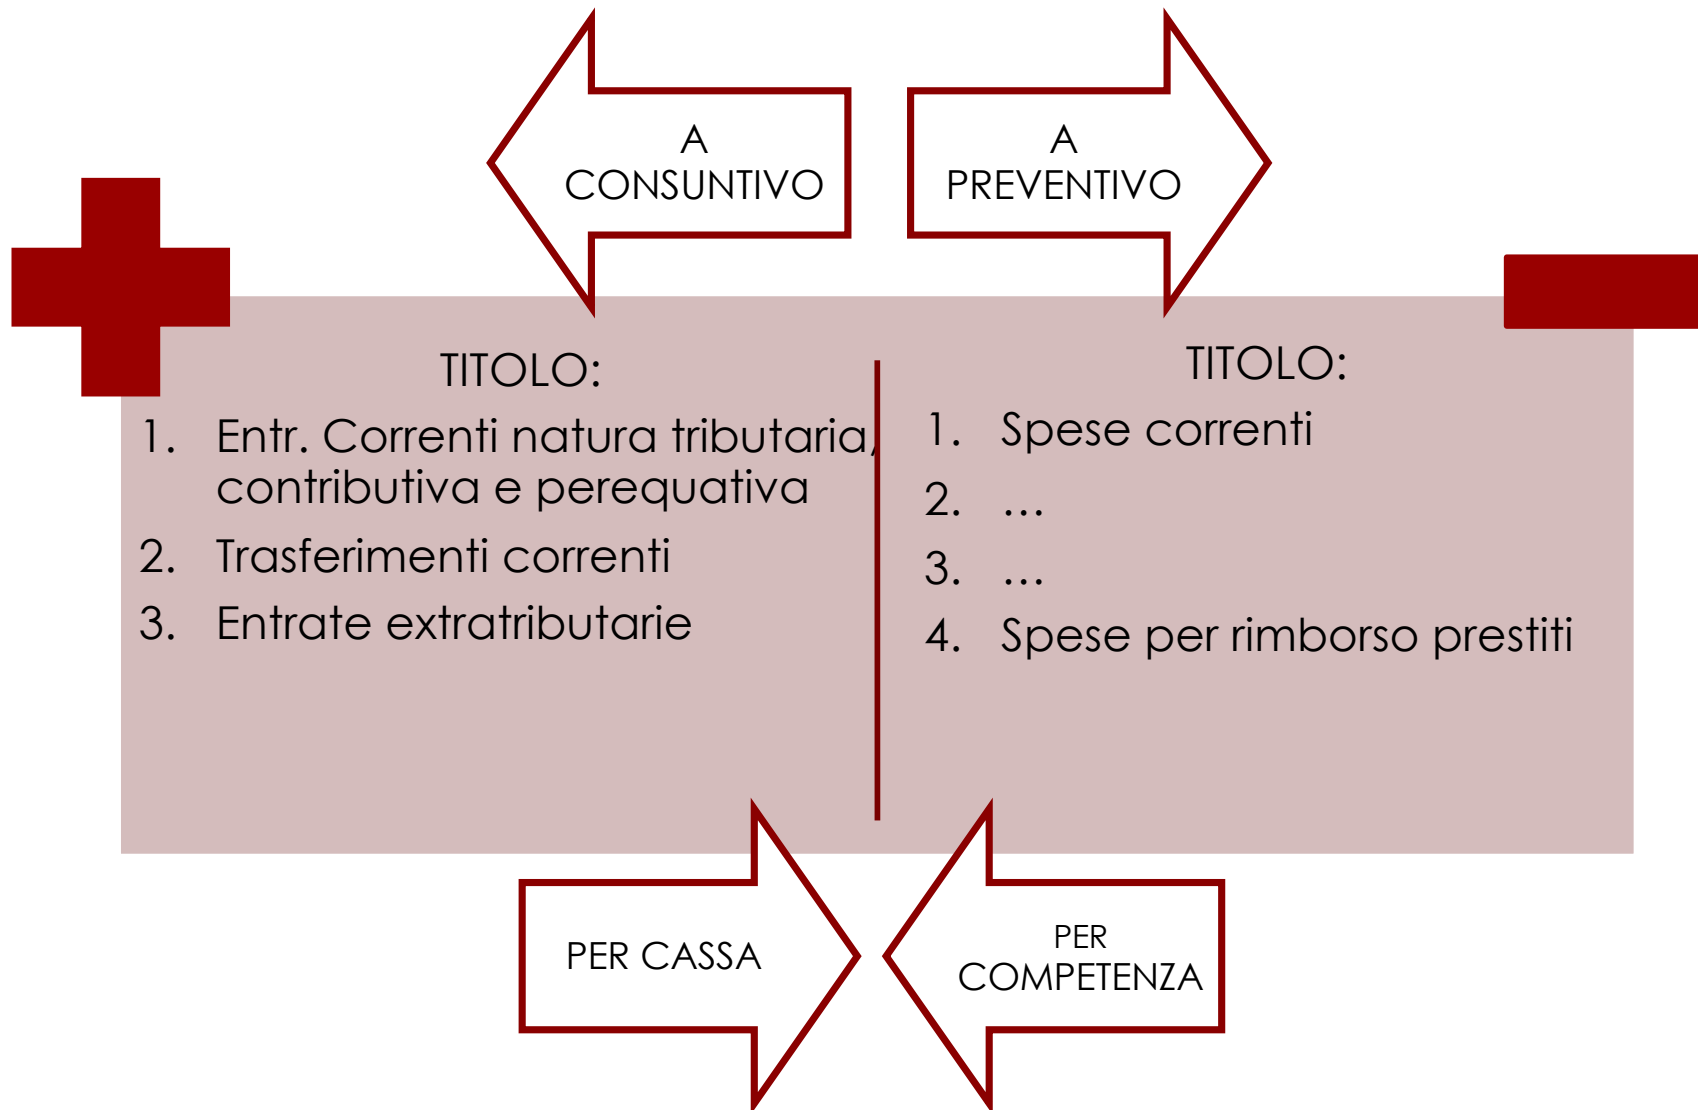 A
CONSUNTIVO
A
PREVENTIVO
TITOLO:
1. Entr. Correnti natura tributaria,
contributiva e perequativa
2. Trasferimenti correnti
3. Entrate extratributarie
TITOLO:
1. Spese correnti
2. …
3. …
4. Spese per rimborso prestiti
PER CASSA
PER
COMPETENZA